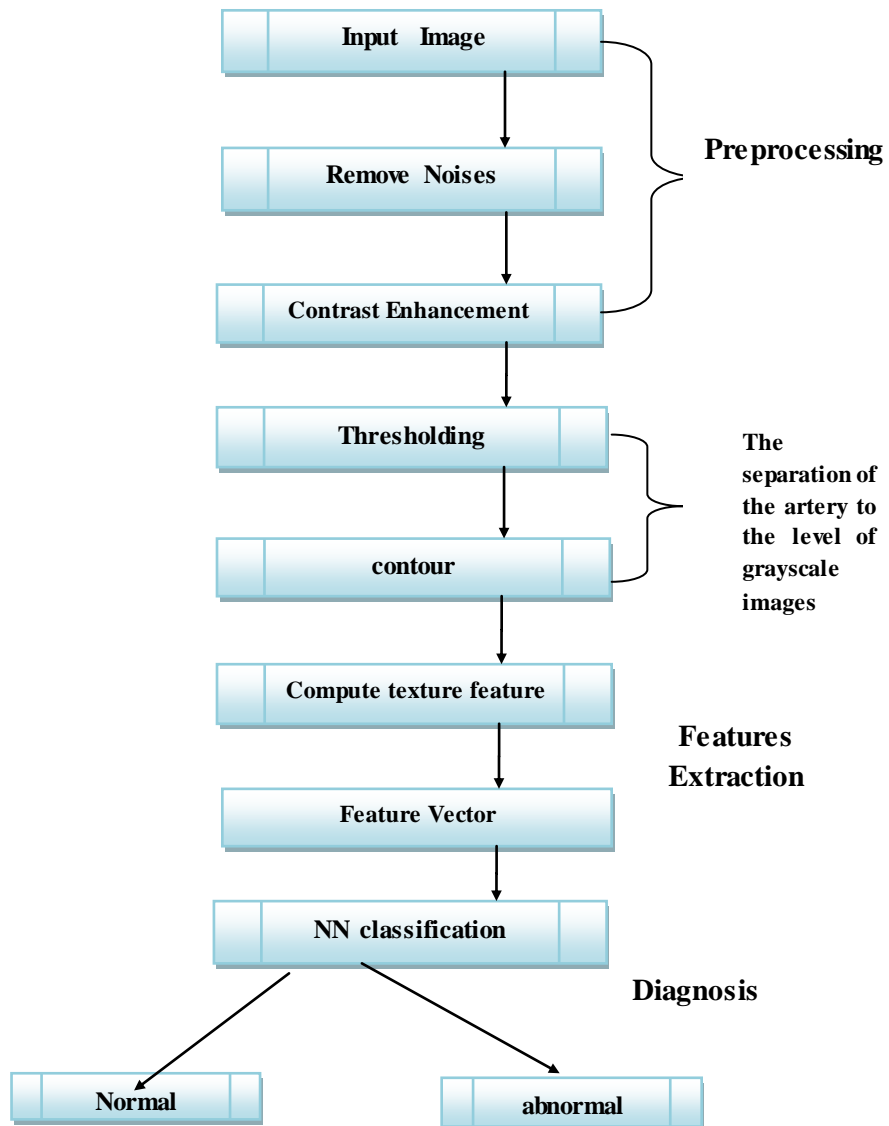 Input Image
Preprocessing
Remove Noises
Contrast Enhancement
Thresholding
The
separation of
the artery to
the level of
grayscale
images
contour
Compute texture feature
Features
Extraction
Feature Vector
NN classification
Diagnosis
Normal
abnormal